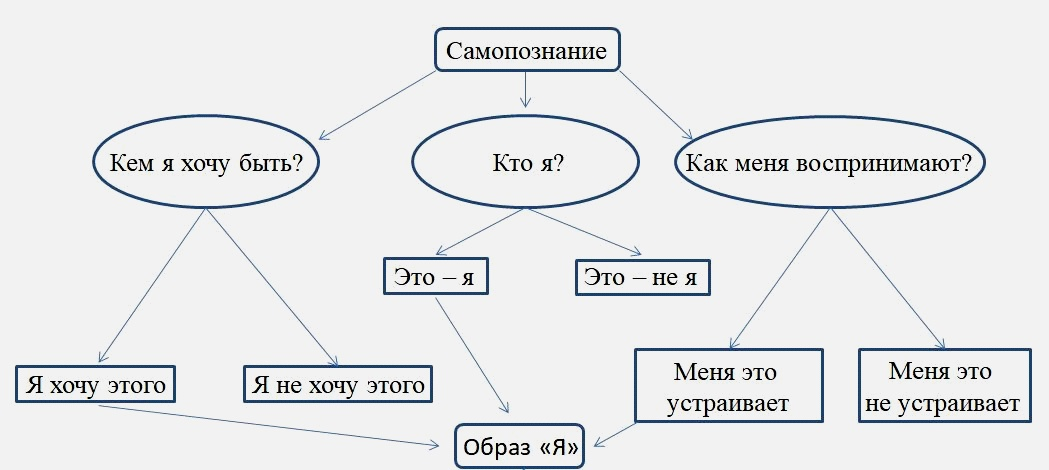 Самопознание
Кем я хочу быть?
Кто я?
Как меня воспринимают?
Это – я
Это – не я
Я хочу этого
Я не хочу этого
Меня это
устраивает
Меня это
не устраивает
Образ «Я»